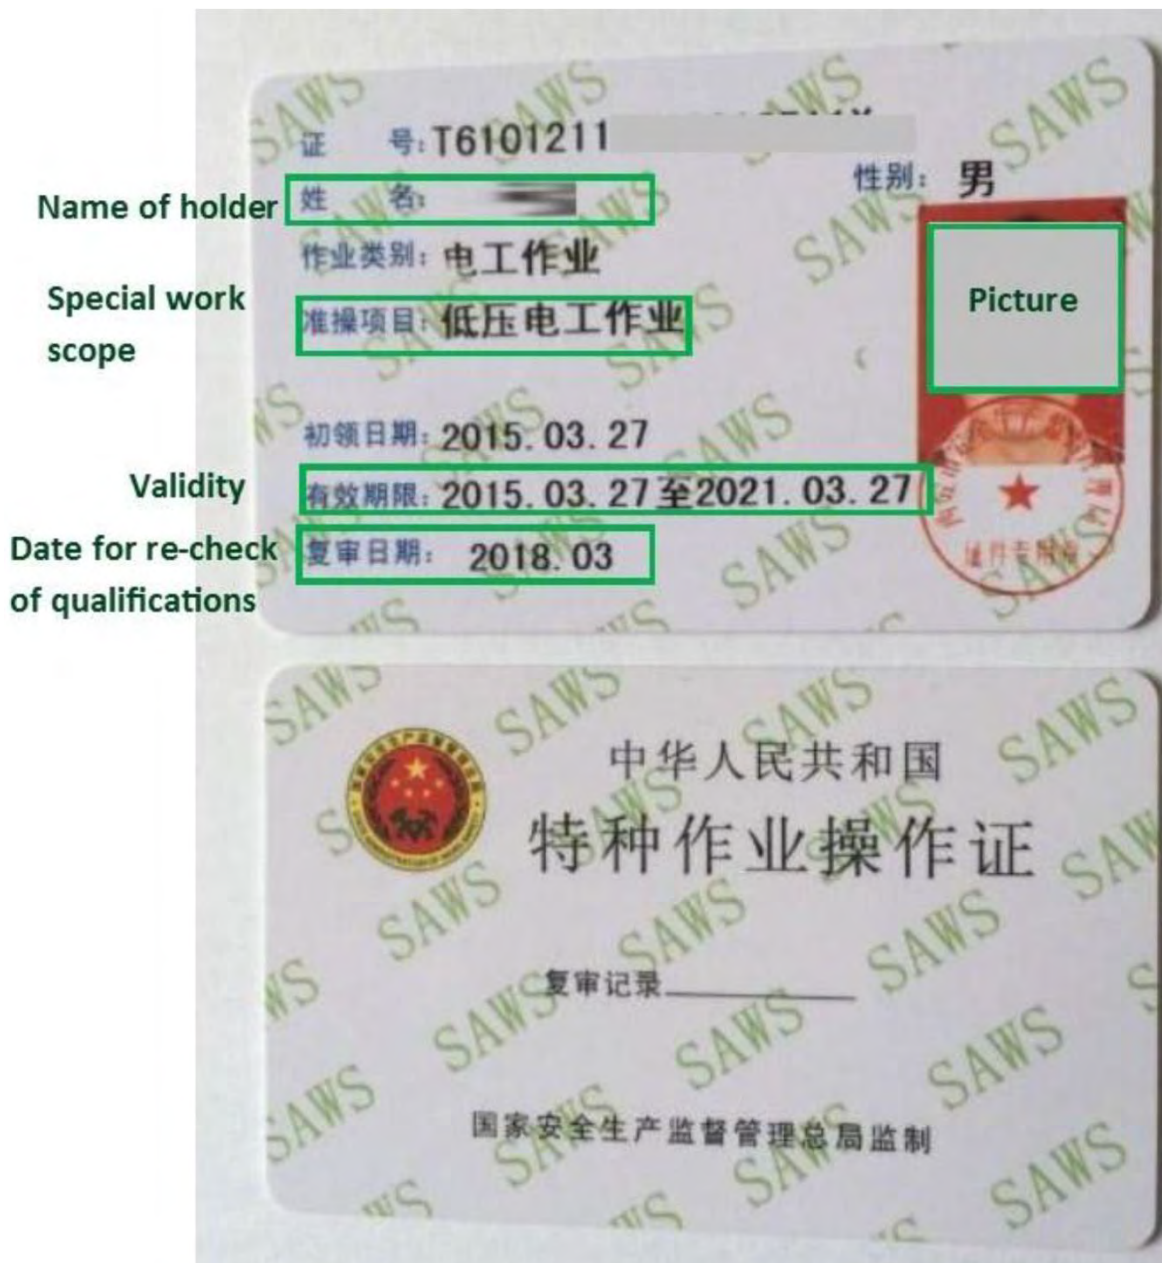 证 号: T6101211
性别: 男
Name of holder
姓 名:
作业类别: 电工作业
Special work
scope
准操项目: 低压电工作业
Picture
初领日期: 2015.03.27
Validity
有效期限: 2015.03.27至2021.03.27
Date for re-check
of qualifications
复审日期: 2018.03
证件专用章
SAWS
中华人民共和国
特种作业操作证
复审记录
国家安全生产监督管理总局监制